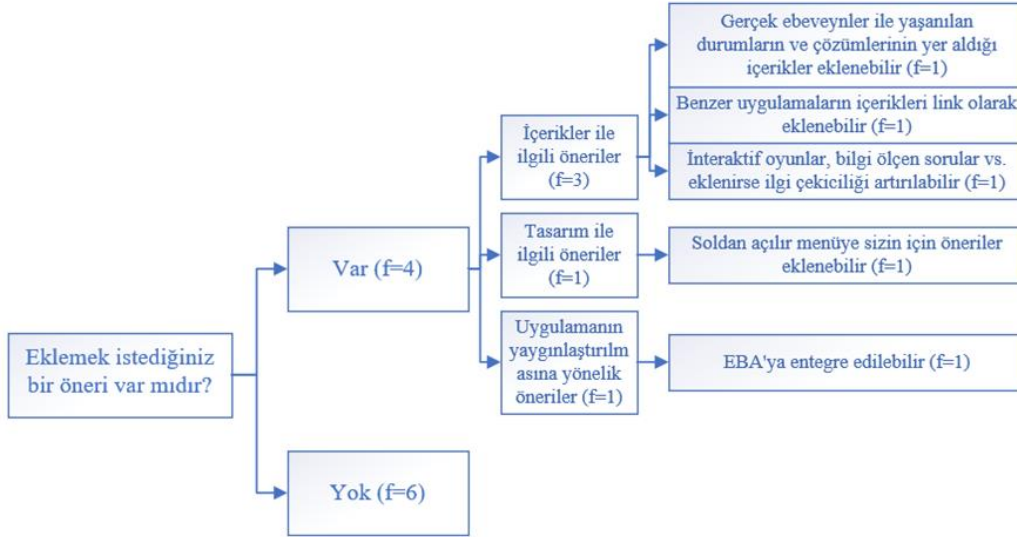 Eklemek istediğiniz
bir öneri var mıdır?
Var (f=4)
İçerikler ile
ilgili öneriler
(f=3)
Gerçek ebeveynler ile yaşanılan
durumların ve çözümlerinin yer aldığı
içerikler eklenebilir (f=1)
Benzer uygulamaların içerikleri link olarak
eklenebilir (f=1)
İnteraktif oyunlar, bilgi ölçen sorular vs.
eklenirse ilgi çekiciliği artırılabilir (f=1)
Tasarım ile
ilgili öneriler
(f=1)
Soldan açılır menüye sizin için öneriler
eklenebilir (f=1)
Uygulamanın
yaygınlaştırılm
asına yönelik
öneriler (f=1)
EBA'ya entegre edilebilir (f=1)
Yok (f=6)